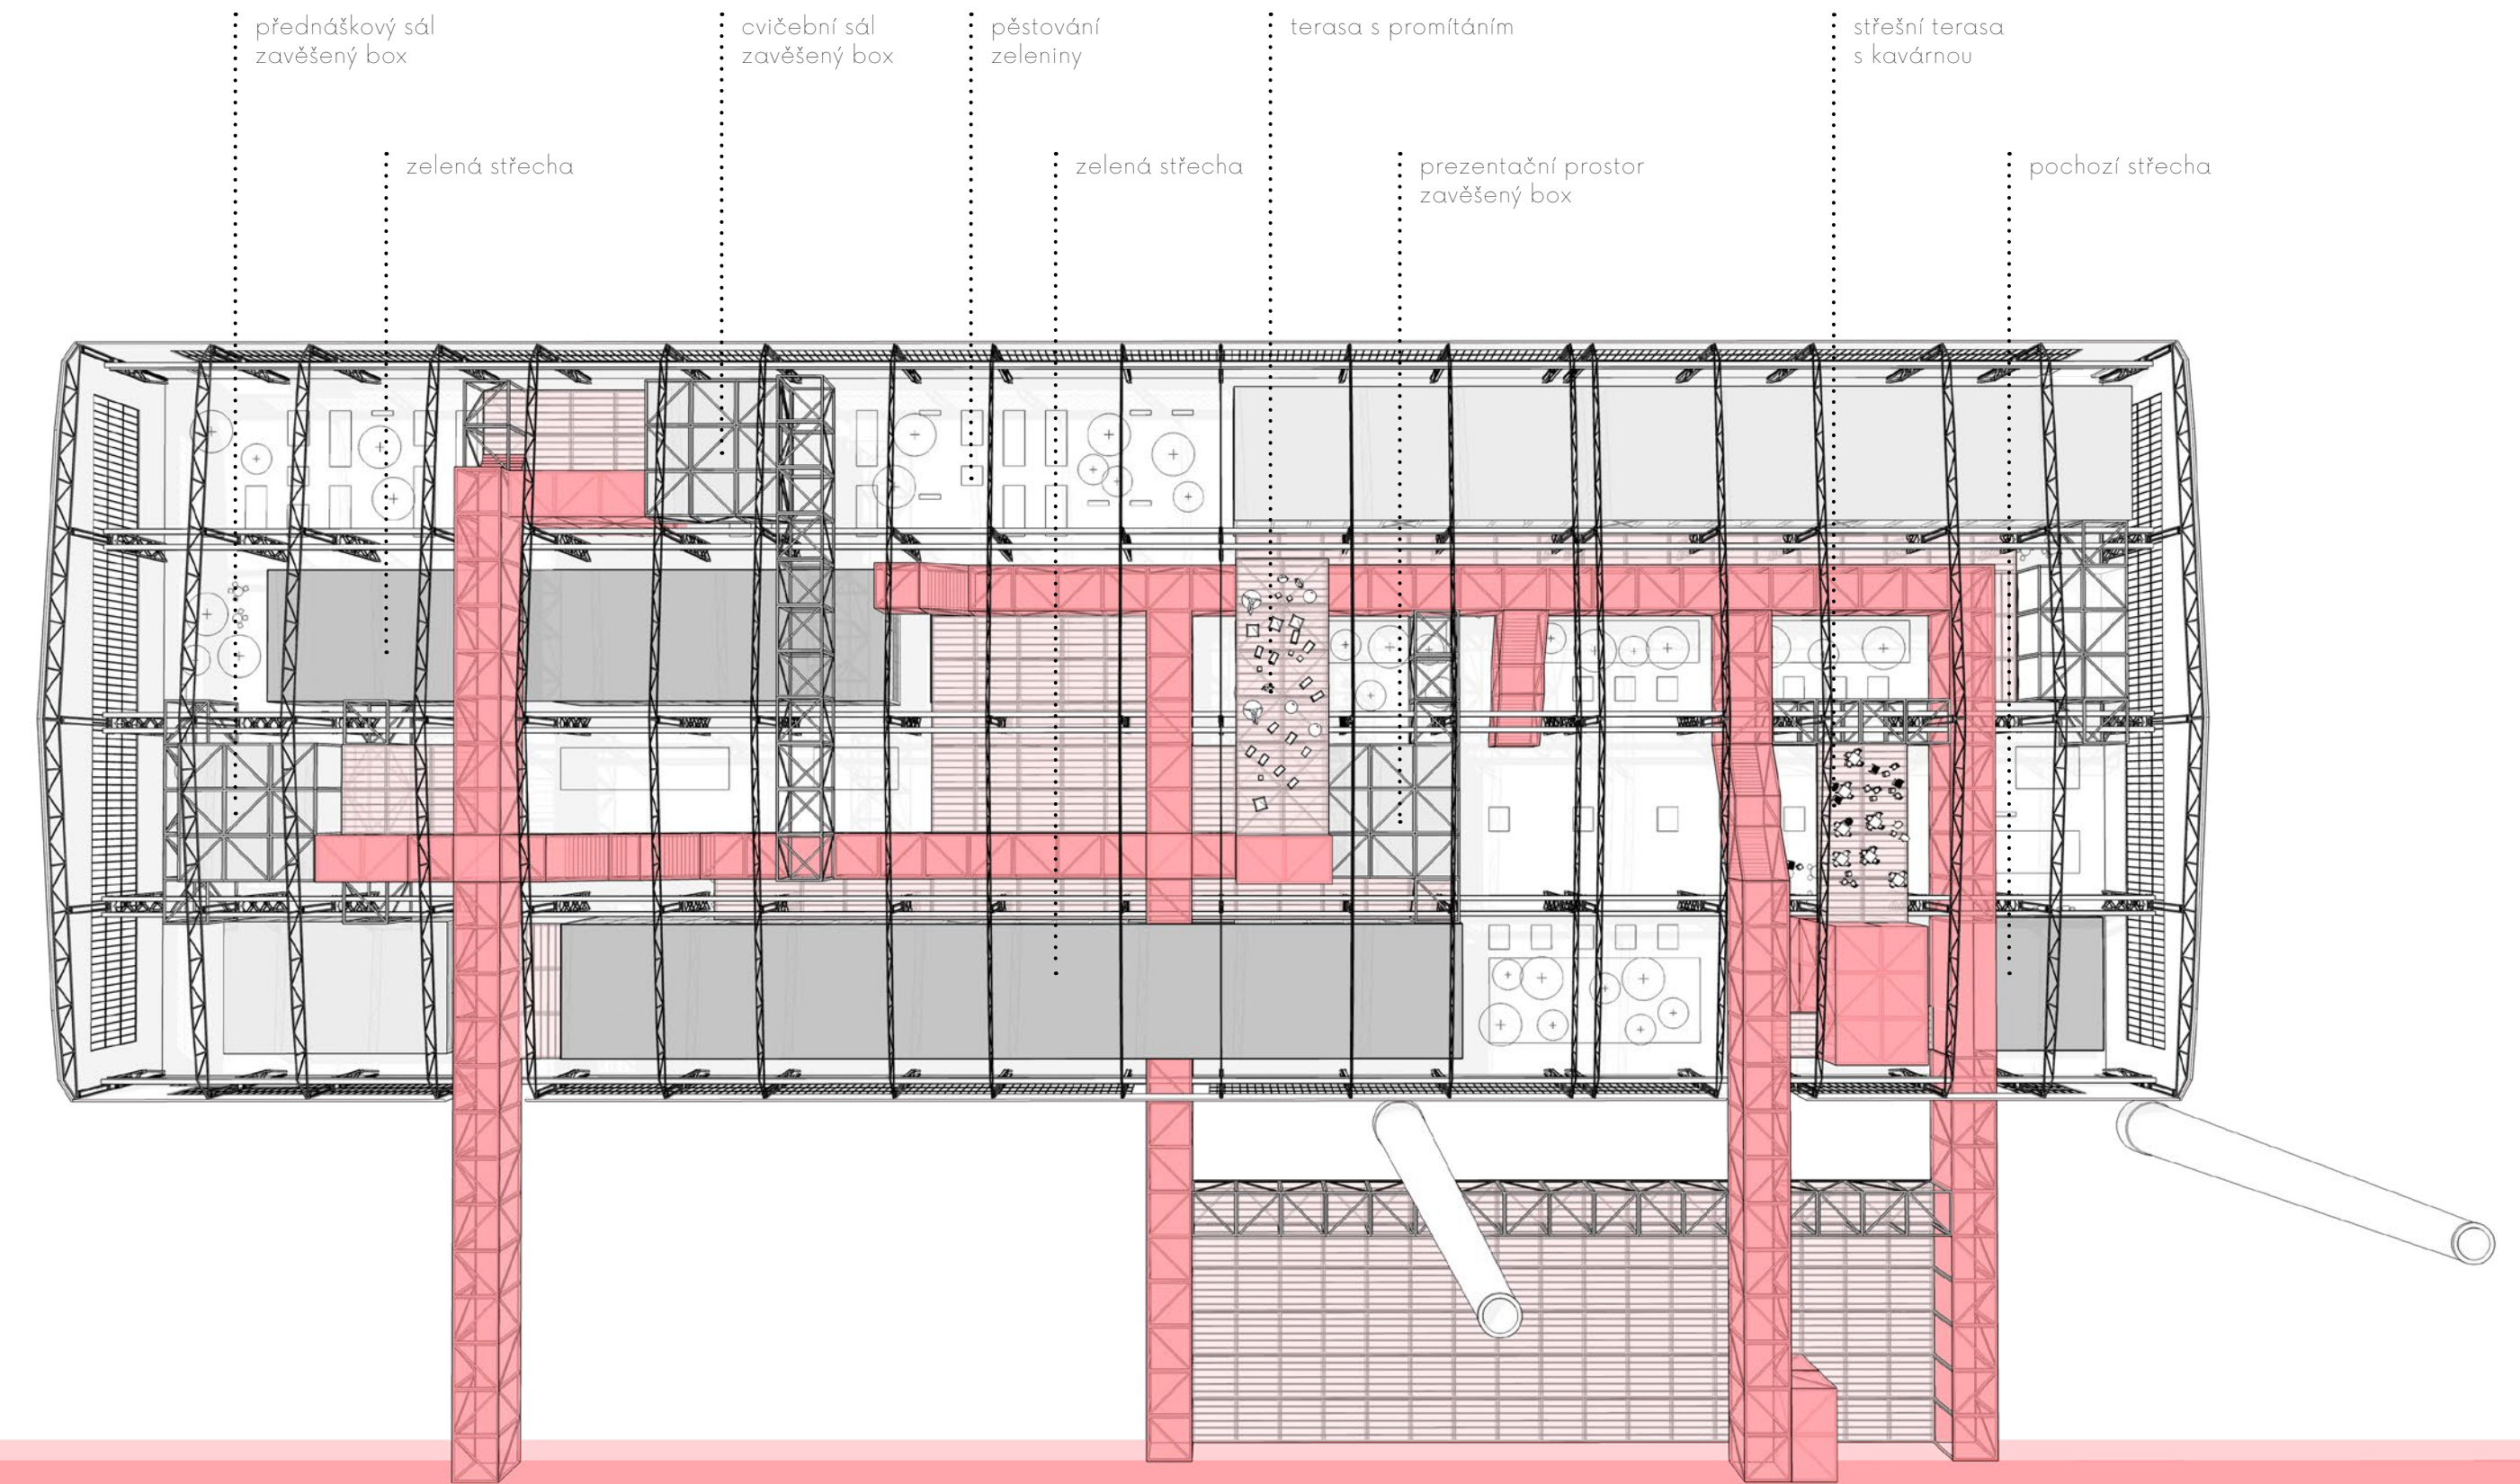 přednáškový sál
zavěšený box
cvičební sál
zavěšený box
pěstování
zeleniny
terasa s promítáním
střešní terasa
s kavárnou
zelená střecha
zelená střecha
prezentační prostor
zavěšený box
pochozí střecha